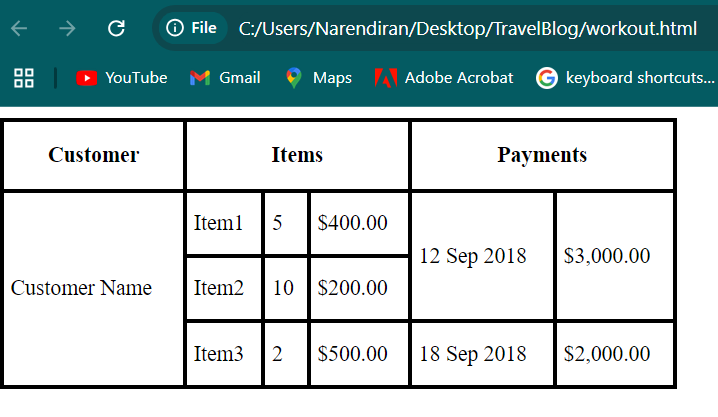 File C:/Users/Narendiran/Desktop/TravelBlog/workout.html
YouTube Gmail Maps Adobe Acrobat keyboard shortcuts...
Customer Items Payments
Item1 5 $400.00
12 Sep 2018 $3,000.00
Customer Name Item2 10 $200.00
Item3 2 $500.00 18 Sep 2018 $2,000.00